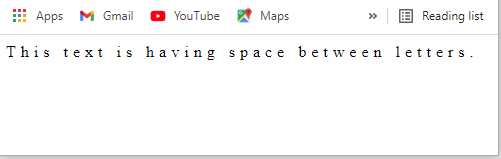 Apps Gmail YouTube Maps » Reading list
This text is having space between letters.